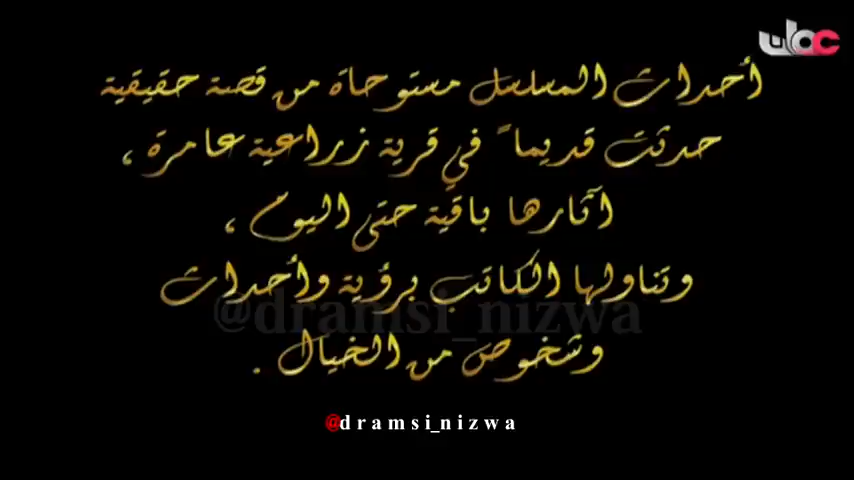 عمان
أحداث المسلسل مستوحاة من قصة حقيقية
حدثت قديماً في قرية زراعية عامرة ،
آثارها باقية حتى اليوم ،
وتناولها الكاتب برؤية وأحداث
@dramsi_nizwa
وشخوص من الخيال .
@dramsi_nizwa